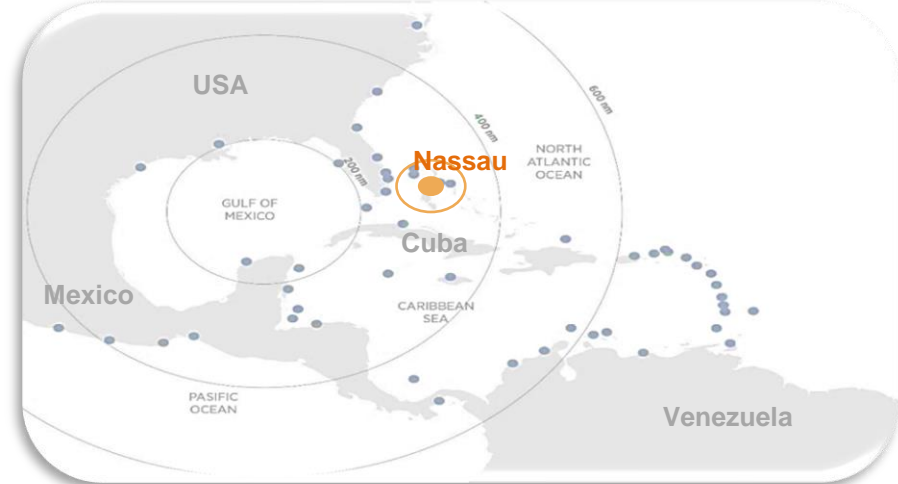 USA
400 nm
600 nm
Nassau
NORTH
ATLANTIC
OCEAN
200 nm
GULF OF
MEXICO
Cuba
Mexico
CARIBBEAN
SEA
PASIFIC
OCEAN
Venezuela